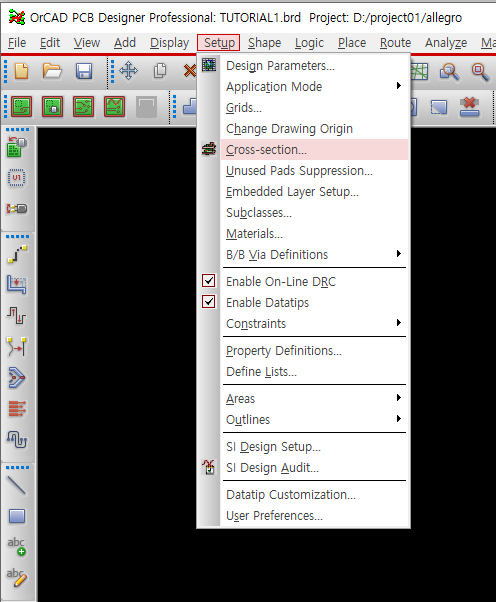 OrCAD PCB Designer Professional: TUTORIAL1.brd Project: D:/project01/allegro
File Edit View Add Display Setup Shape Logic Place Route Analyze
Design Parameters...
Application Mode
Grids...
Change Drawing Origin
Cross-section...
Unused Pads Suppression...
Embedded Layer Setup...
Subclasses...
Materials...
B/B Via Definitions
Enable On-Line DRC
Enable Datatips
Constraints
Property Definitions...
Define Lists...
Areas
Outlines
SI Design Setup...
SI Design Audit...
Datatip Customization...
User Preferences...
U1
abc
abc